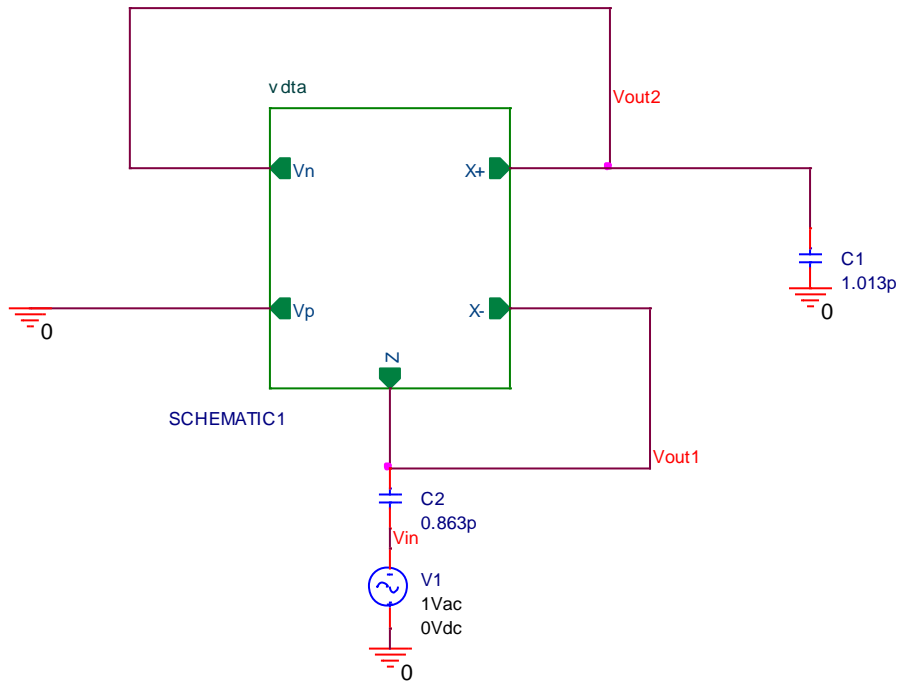 vdta
Vout2
Vn
X+
C1
1.013p
0
Vp
X-
0
Z
SCHEMATIC1
Vout1
C2
0.863p
Vin
V1
1Vac
0Vdc
0